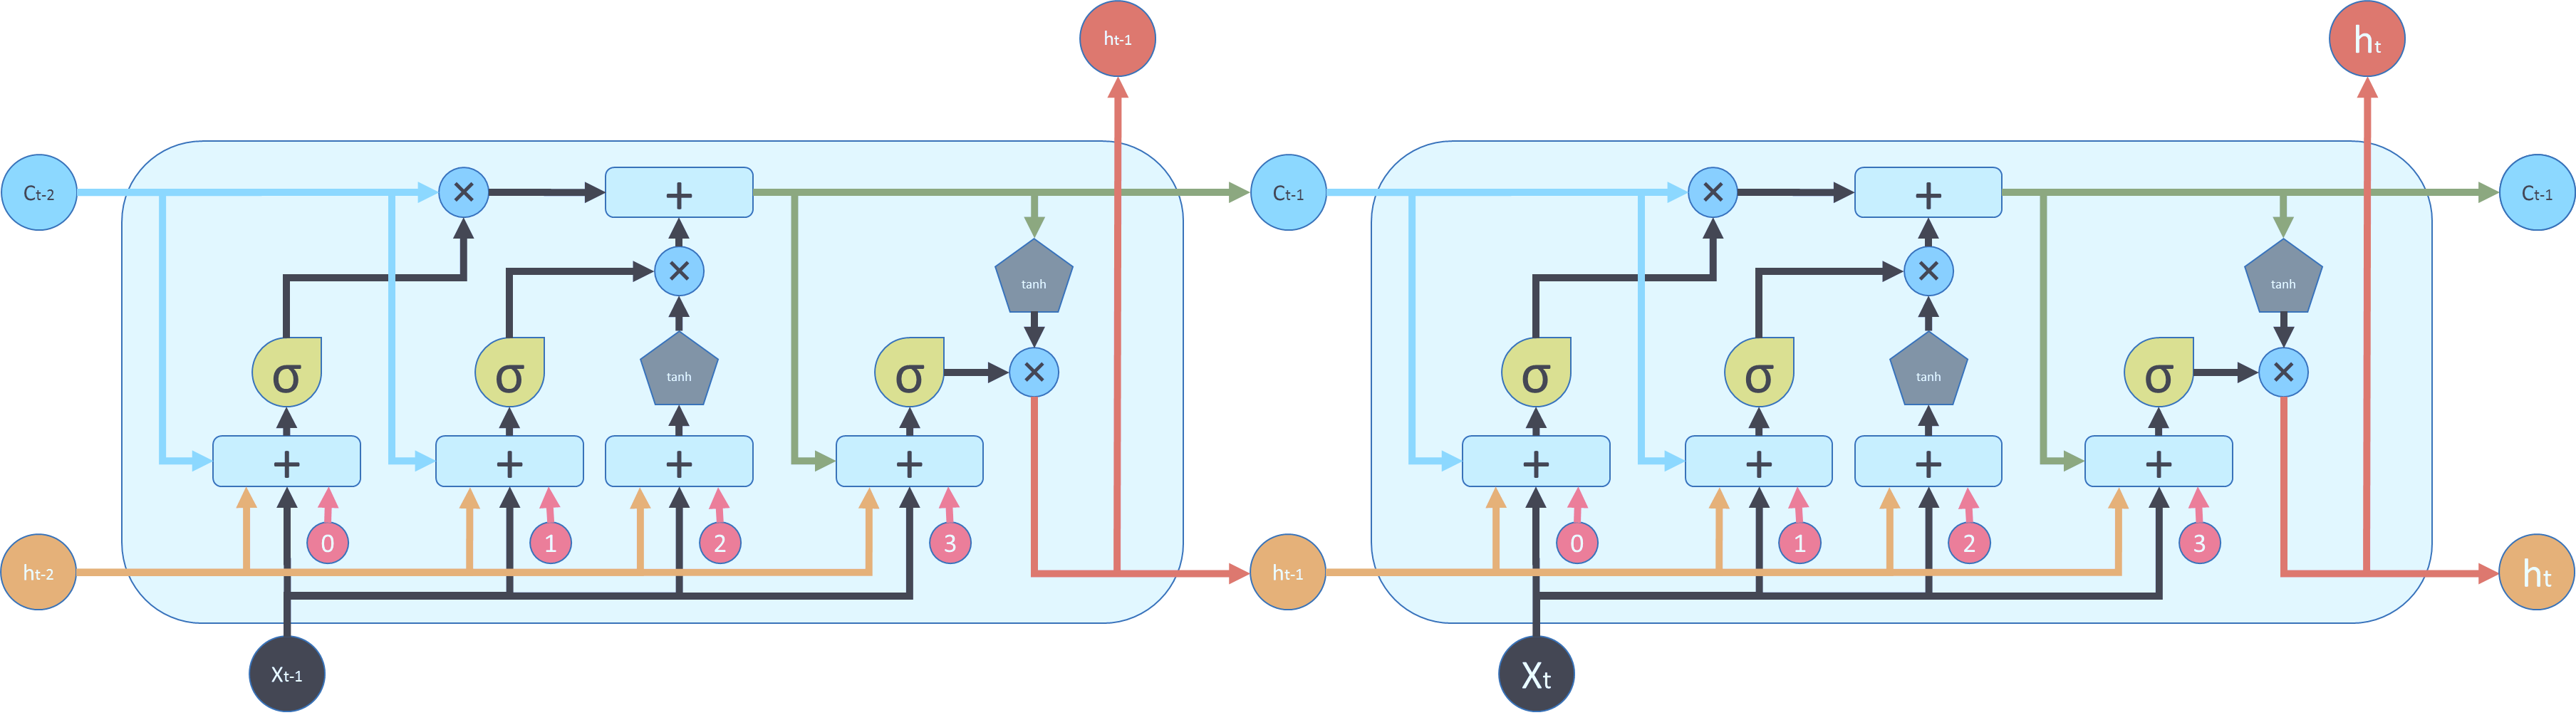 ht-1
ht
Ct-2
×
+
Ct-1
×
+
Ct-1
×
tanh
×
tanh
σ
σ
tanh
σ
×
σ
σ
tanh
σ
×
+
+
+
+
+
+
+
+
ht-2
0
1
2
3
ht-1
0
1
2
3
ht
Xt-1
Xt